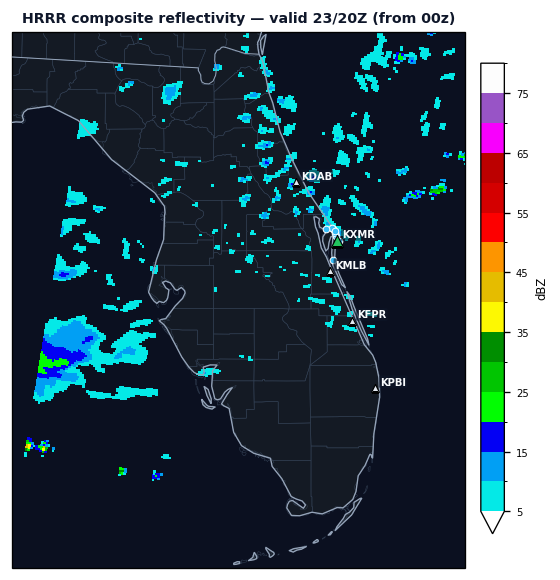 HRRR composite reflectivity — valid 23/20Z (from 00z)
KDAB
KXMR
KMLB
KFPR
KPBI
75
65
55
45
35
25
15
5
dBZ